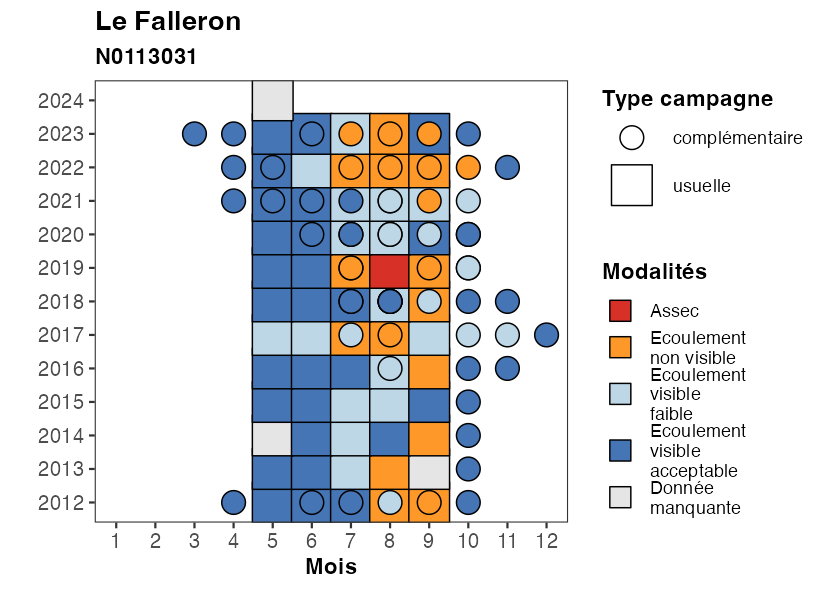 Le Falleron
N0113031
2024
2023
2022
2021
2020
2019
2018
2017
2016
2015
2014
2013
2012
1 2 3 4 5 6 7 8 9 10 11 12
Mois
Type campagne
complémentaire
usuelle
Modalités
Assec
Ecoulement
non visible
Ecoulement
visible
faible
Ecoulement
visible
acceptable
Donnée
manquante